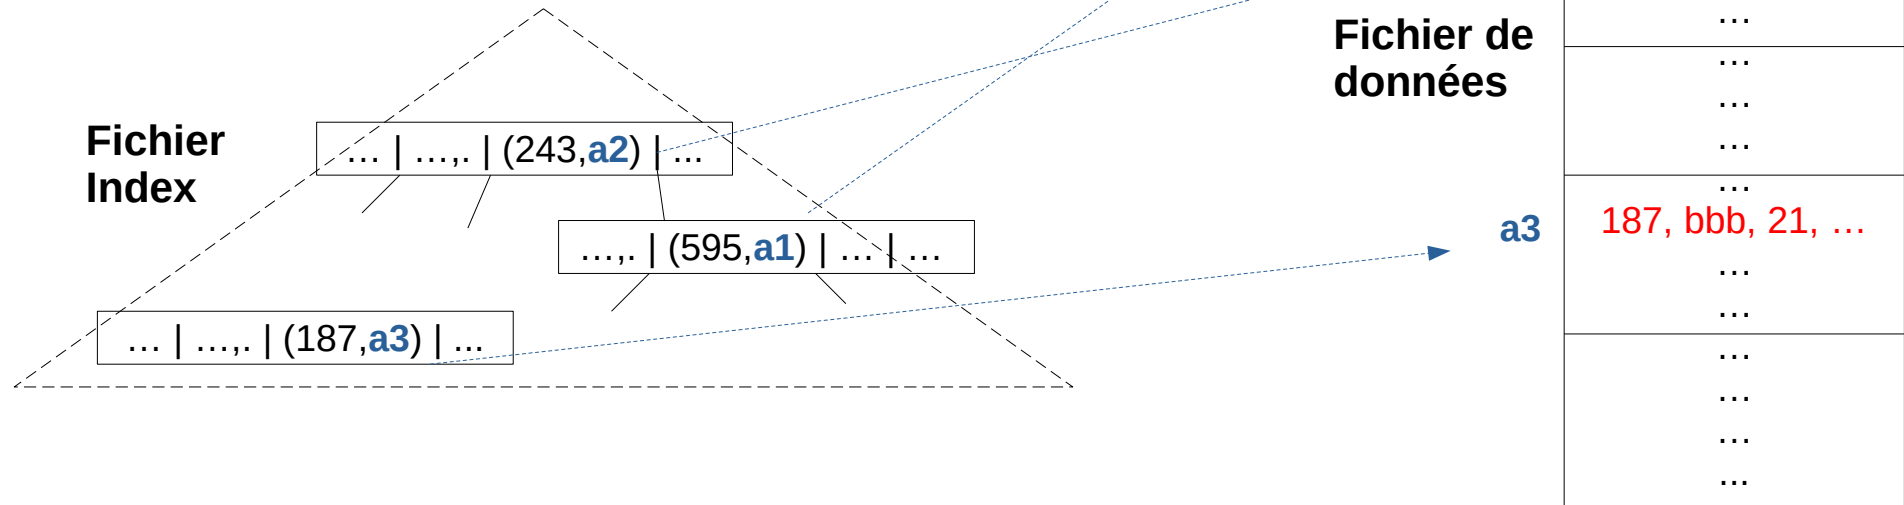 Fichier
Index
… | …,. | (243,a2) | ...
…,. | (595,a1) | … | …
… | …,. | (187,a3) | ...
Fichier de
données
a3
…
…
…
…
…
187, bbb, 21, …
…
…
…
…
…
...